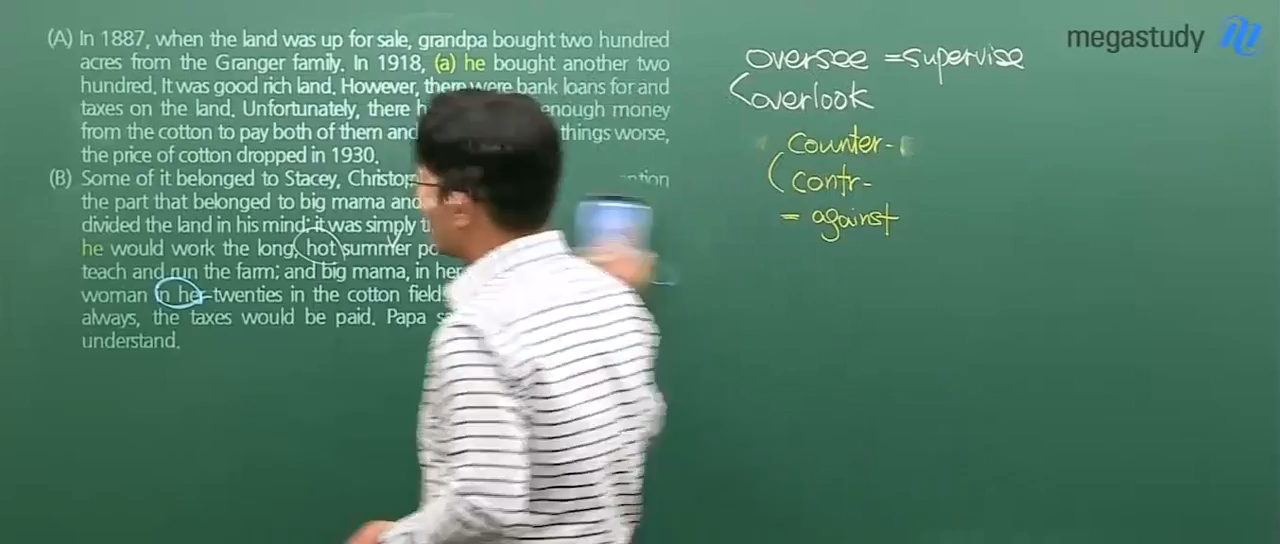 (A) In 1887, when the land was up for sale, grandpa bought two hundred
acres from the Granger family. In 1918, (a) he bought another two
hundred. It was good rich land. However, there were bank loans for and
taxes on the land. Unfortunately, there enough money
from the cotton to pay both of them and things worse,
the price of cotton dropped in 1930.
(B) Some of it belonged to Stacey,
the part that belonged to big mama and
divided the land in his mind; it was simply
he would work the long, hot summer
teach and run the farm; and big mama, in her
woman in her twenties in the cotton
always, the taxes would be paid. Papa
understand.
megastudy
oversee = supervise
overlook
counter-
contr-
= against